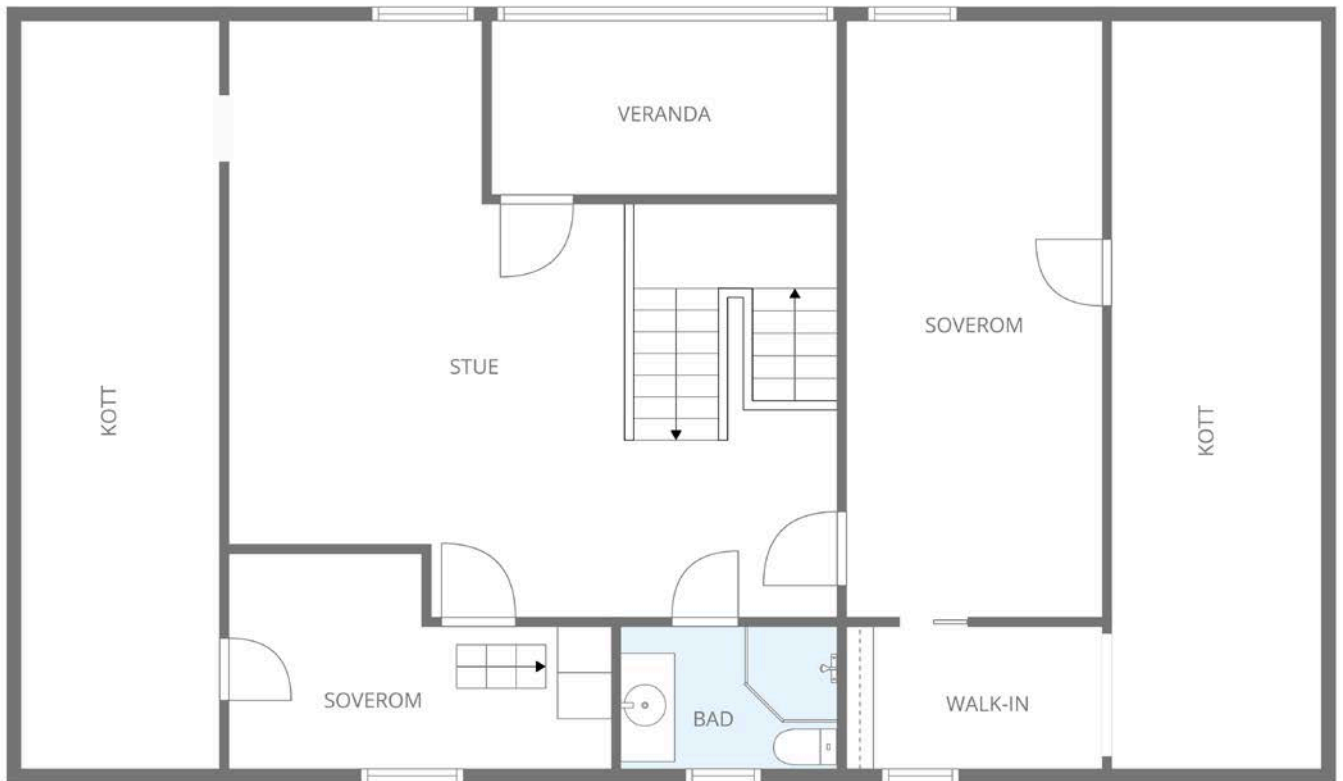 VERANDA
SOVEROM
STUE
KOTT
KOTT
SOVEROM
WALK-IN
BAD